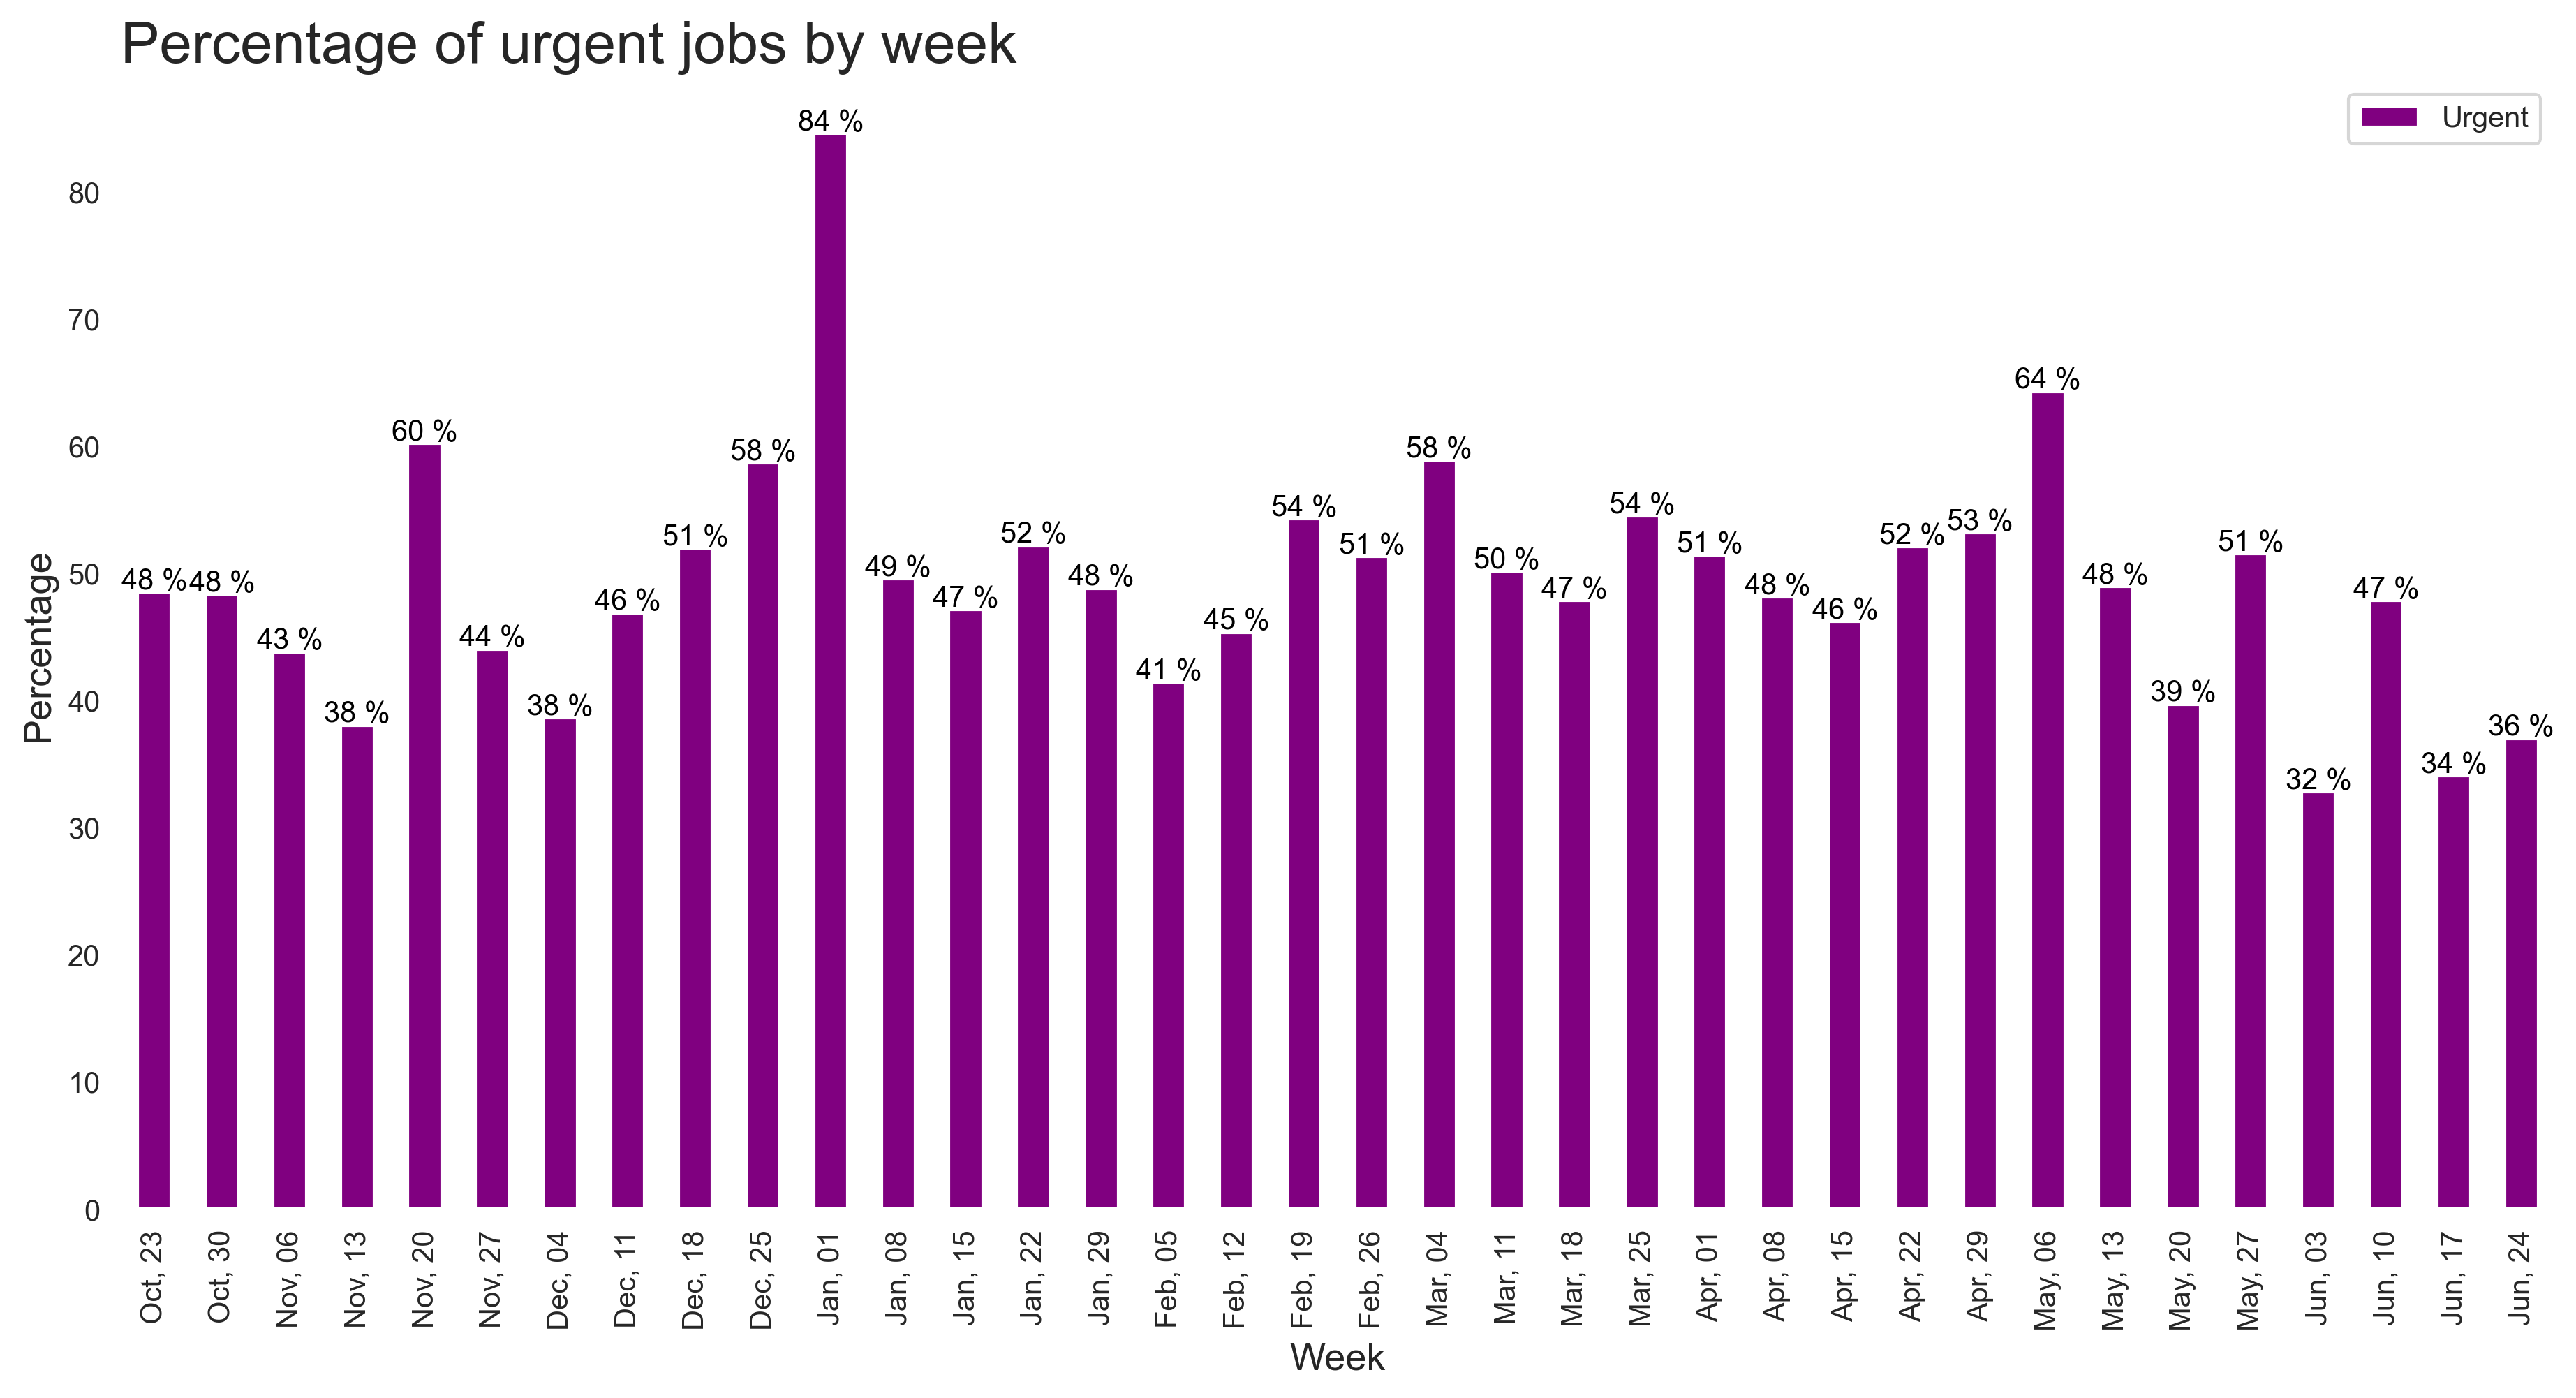 Percentage of urgent jobs by week
Urgent
Percentage
80
70
60
50
40
30
20
10
0
48 %
48 %
43 %
38 %
60 %
44 %
38 %
46 %
51 %
58 %
84 %
49 %
47 %
52 %
48 %
41 %
45 %
54 %
51 %
58 %
50 %
47 %
54 %
51 %
48 %
46 %
52 %
53 %
64 %
48 %
39 %
51 %
32 %
47 %
34 %
36 %
Oct, 23
Oct, 30
Nov, 06
Nov, 13
Nov, 20
Nov, 27
Dec, 04
Dec, 11
Dec, 18
Dec, 25
Jan, 01
Jan, 08
Jan, 15
Jan, 22
Jan, 29
Feb, 05
Feb, 12
Feb, 19
Feb, 26
Mar, 04
Mar, 11
Mar, 18
Mar, 25
Apr, 01
Apr, 08
Apr, 15
Apr, 22
Apr, 29
May, 06
May, 13
May, 20
May, 27
Jun, 03
Jun, 10
Jun, 17
Jun, 24
Week